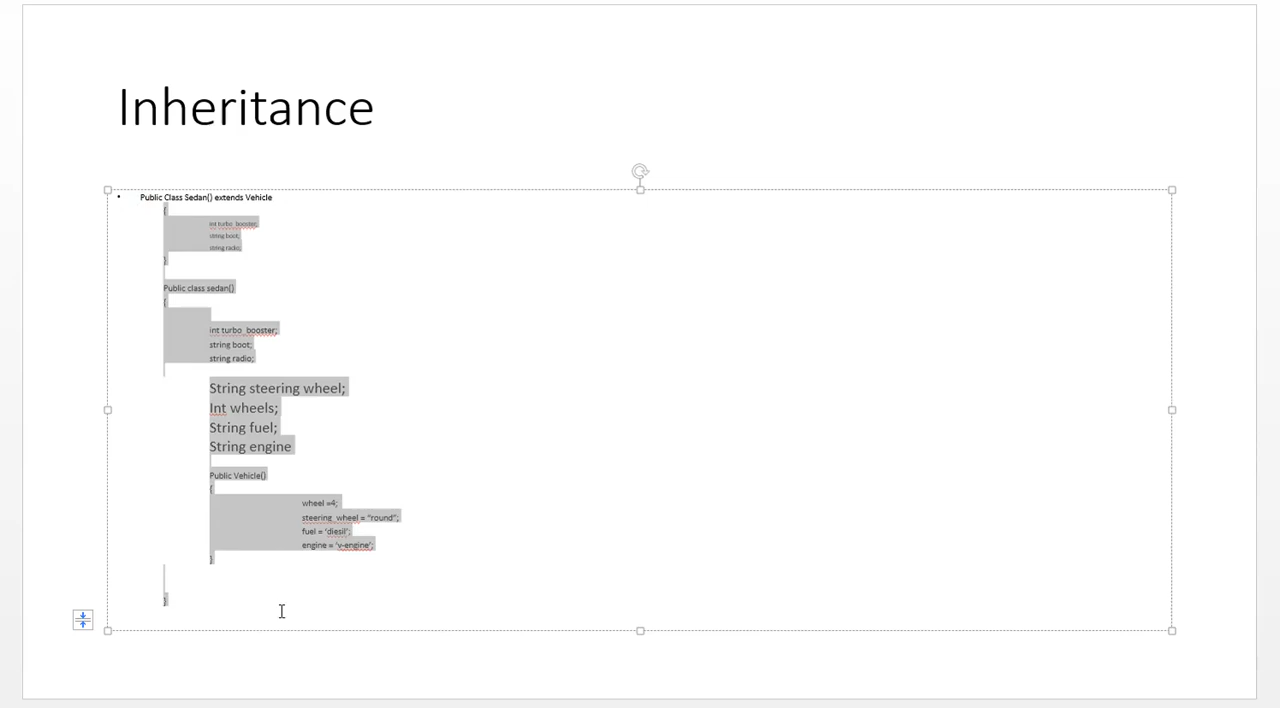 Inheritance
• Public Class Sedan() extends Vehicle
{
int turbo_booster;
string boot;
string radio;
}
Public class sedan()
{
int turbo_booster;
string boot;
string radio;
String steering wheel;
Int wheels;
String fuel;
String engine
Public Vehicle()
{
wheel =4;
steering_wheel = “round”;
fuel = ‘diesil’;
engine = ‘v-engine’;
}
}